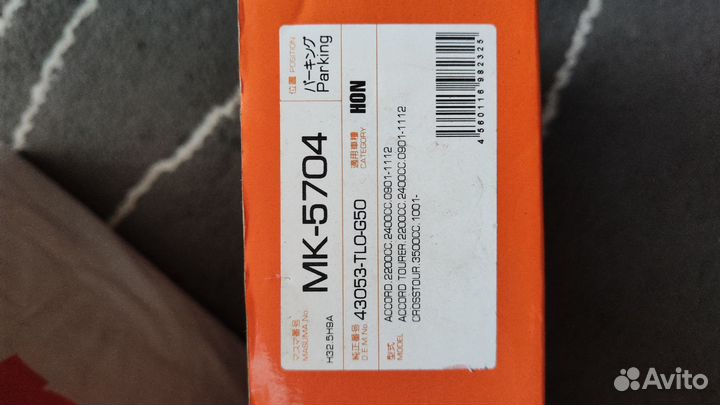 マスマ番号
MASUMA No.
MK-5704
位置 POSITION
パーキング
Parking
H32.5H9A
純正番号
O.E.M.No.
43053-TL0-G50
適用車種
CATEGORY
HON
型式
MODEL
ACCORD.2200CC.2400CC.0901-1112
ACCORD TOURER.2200CC.2400CC.0901-1112
CROSSTOUR.3500CC.1001-
4 560116 982325
Avito